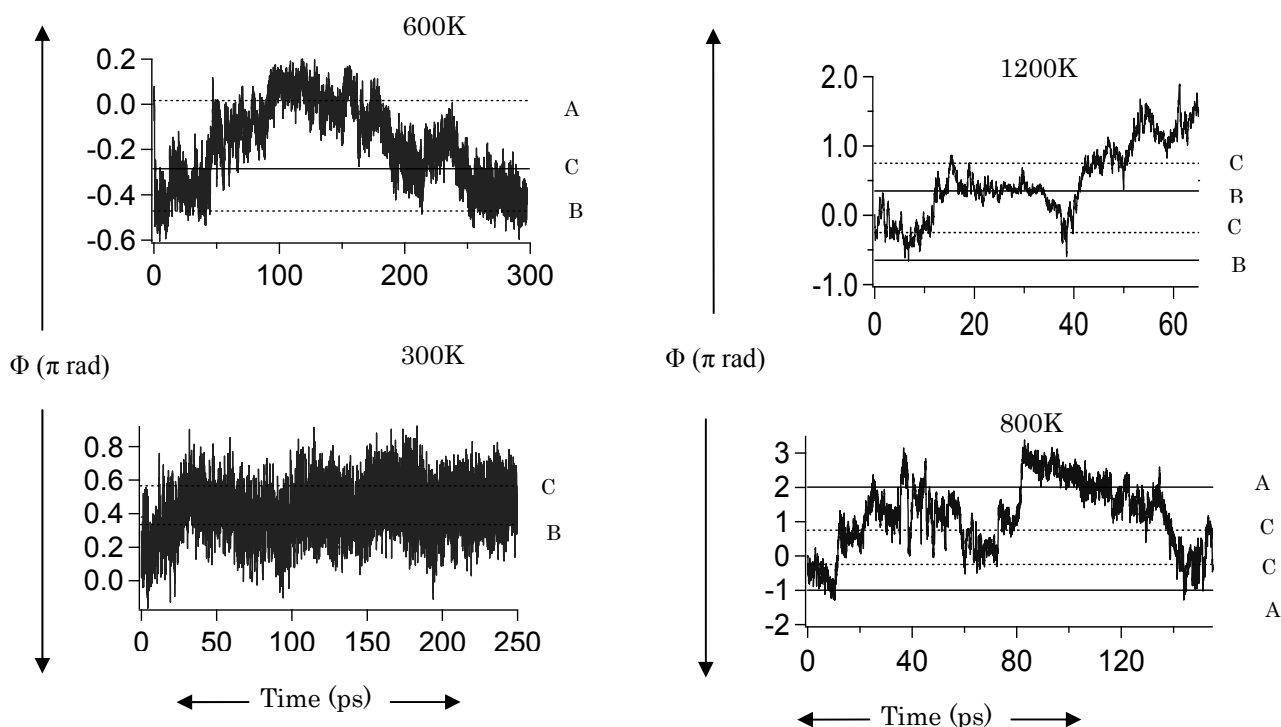 600K
0.2
0.0
-0.2
-0.4
-0.6
0 100 200 300
A
C
B
Φ (π rad)
300K
0.8
0.6
0.4
0.2
0.0
0 50 100 150 200 250
C
B
Time (ps)
1200K
2.0
1.0
0.0
-1.0
0 20 40 60
C
B
C
B
Φ (π rad)
800K
3
2
1
0
-1
-2
0 40 80 120
A
C
C
A
Time (ps)